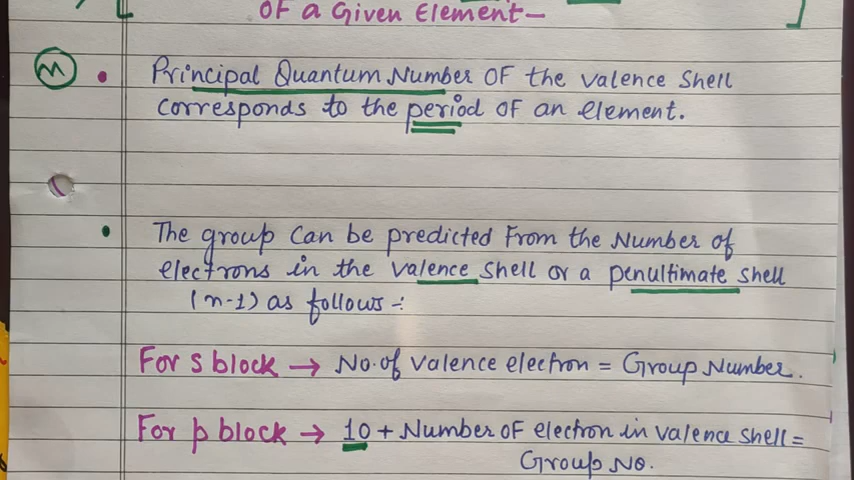 OF a Given Element—
M • Principal Quantum Number OF the valence shell
corresponds to the period OF an element.
• The group can be predicted From the Number of
electrons in the valence shell or a penultimate shell
(n-1) as follows :-
For s block → No. of valence electron = Group Number.
For p block → 10 + Number OF electron in valence shell =
Group No.